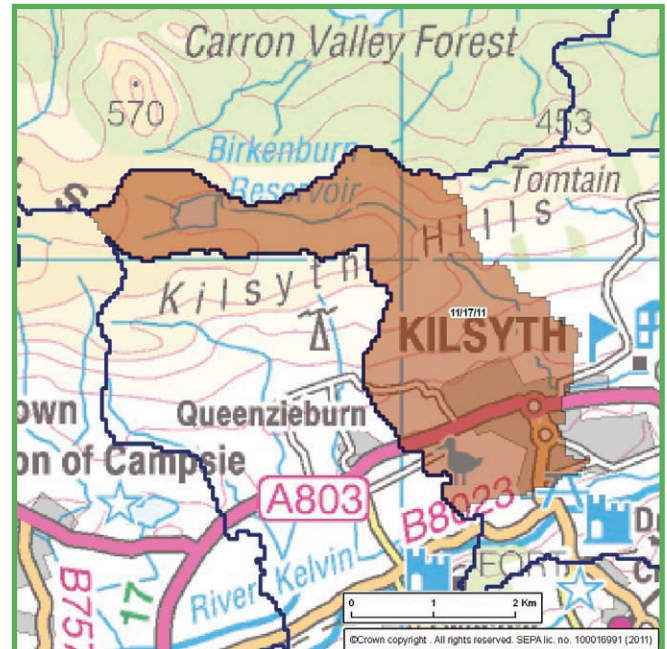 Carron Valley Forest
570
453
Birkenburn
Reservoir
Tomtain
Kilsyth Hills
11/17/11
KILSYTH
own
on of Campsie
Queenzieburn
A803
B8023
B757
17
River Kelvin
FORT
0 1 2 Km
©Crown copyright . All rights reserved. SEPA lic. no. 100016991 (2011)